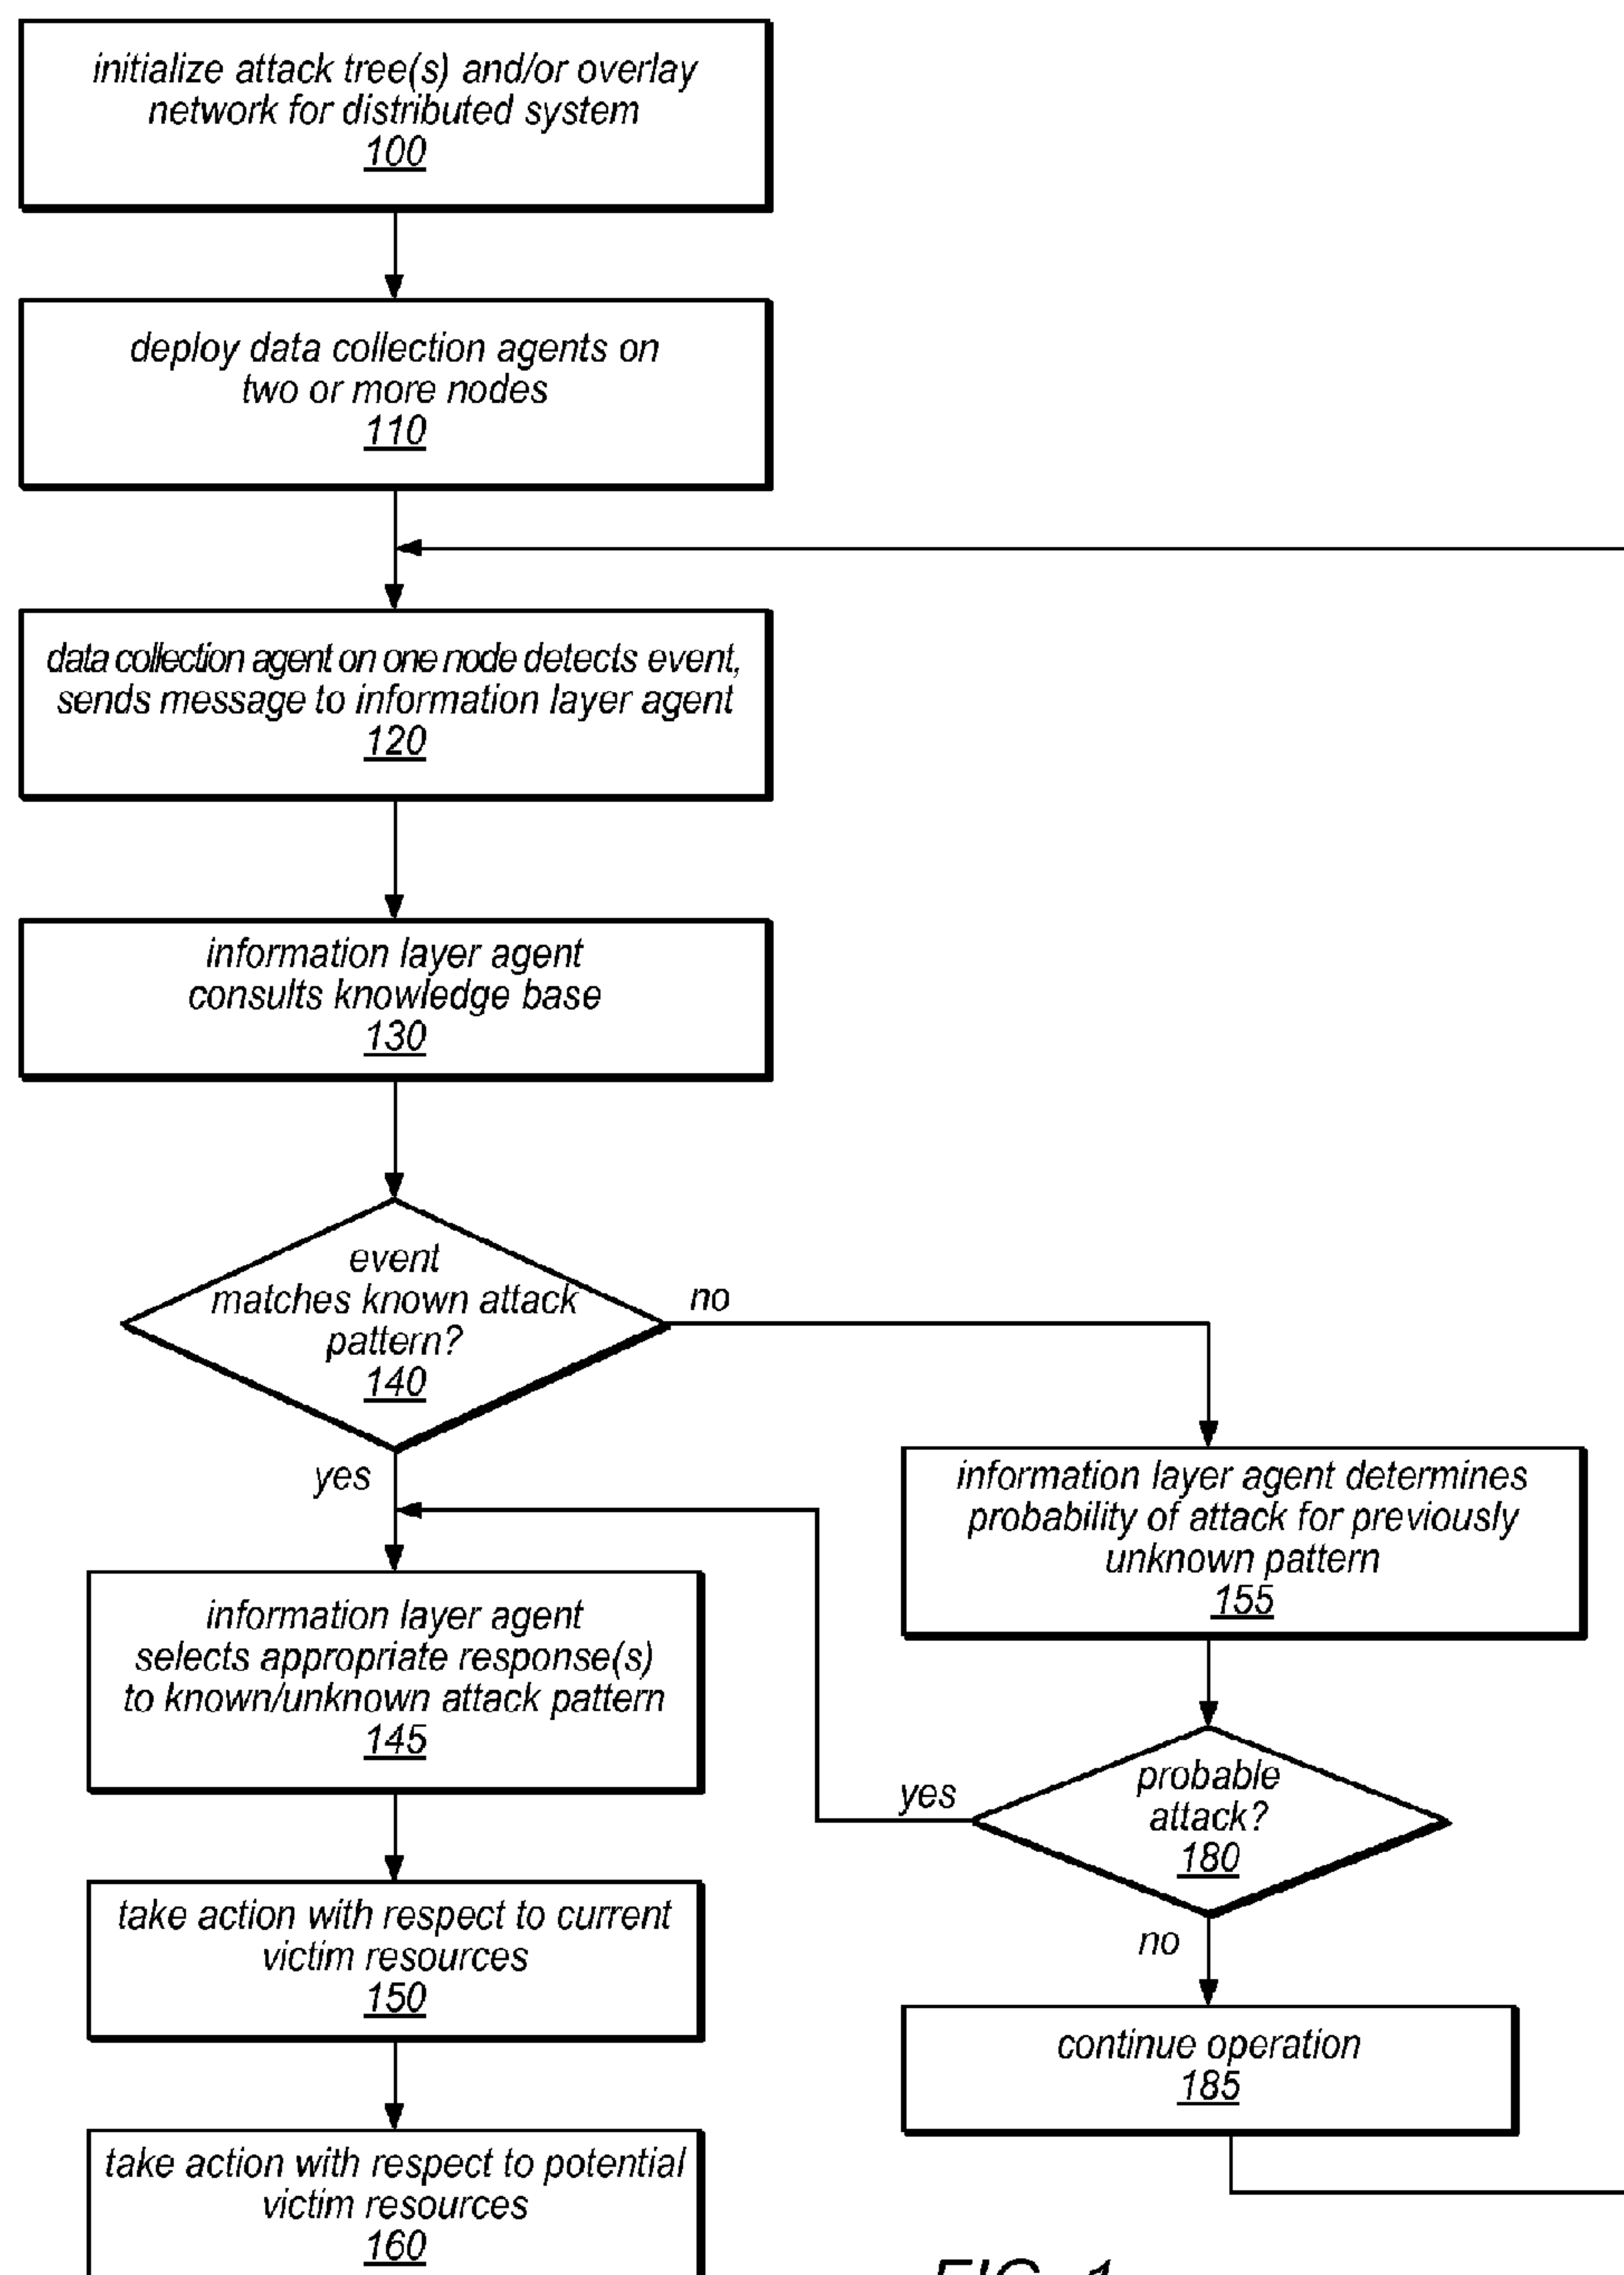 initialize attack tree(s) and/or overlay
network for distributed system
100
deploy data collection agents on
two or more nodes
110
data collection agent on one node detects event,
sends message to information layer agent
120
information layer agent
consults knowledge base
130
event
matches known attack
pattern?
140
no
yes
information layer agent determines
probability of attack for previously
unknown pattern
155
information layer agent
selects appropriate response(s)
to known/unknown attack pattern
145
probable
attack?
180
yes
no
take action with respect to current
victim resources
150
continue operation
185
take action with respect to potential
victim resources
160
FIG. 1